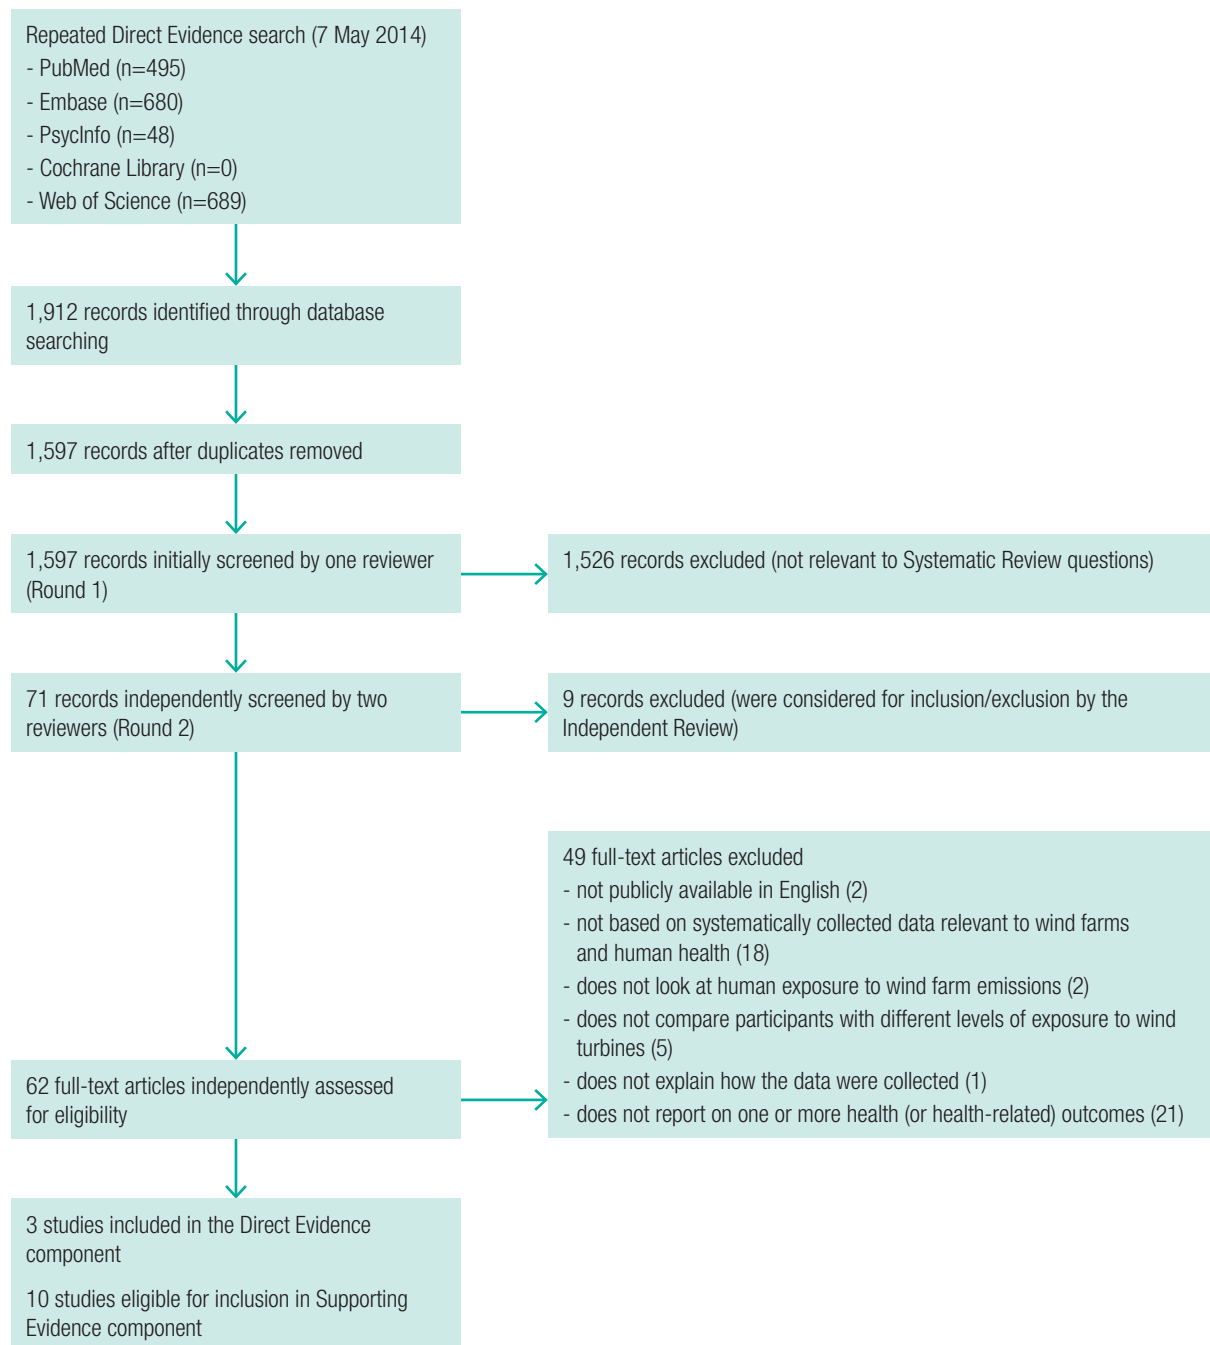 Repeated Direct Evidence search (7 May 2014)
- PubMed (n=495)
- Embase (n=680)
- PsycInfo (n=48)
- Cochrane Library (n=0)
- Web of Science (n=689)
1,912 records identified through database
searching
1,597 records after duplicates removed
1,597 records initially screened by one reviewer
(Round 1)
1,526 records excluded (not relevant to Systematic Review questions)
71 records independently screened by two
reviewers (Round 2)
9 records excluded (were considered for inclusion/exclusion by the
Independent Review)
49 full-text articles excluded
- not publicly available in English (2)
- not based on systematically collected data relevant to wind farms
and human health (18)
- does not look at human exposure to wind farm emissions (2)
- does not compare participants with different levels of exposure to wind
turbines (5)
- does not explain how the data were collected (1)
- does not report on one or more health (or health-related) outcomes (21)
62 full-text articles independently assessed
for eligibility
3 studies included in the Direct Evidence
component
10 studies eligible for inclusion in Supporting
Evidence component